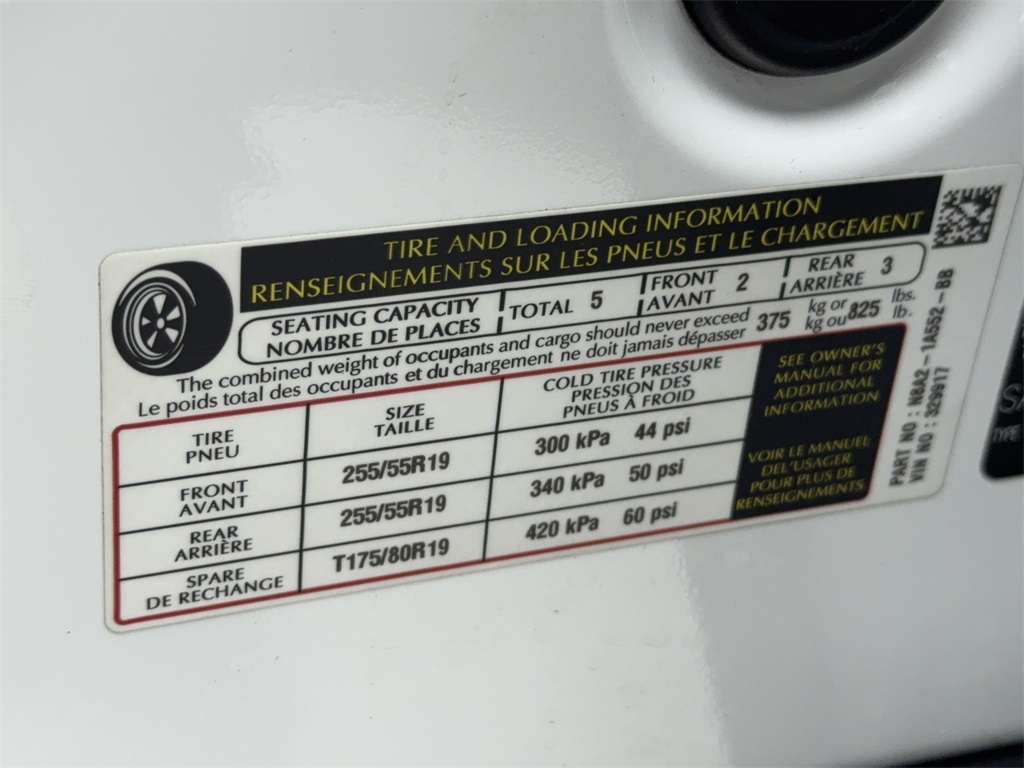 TIRE AND LOADING INFORMATION
RENSEIGNEMENTS SUR LES PNEUS ET LE CHARGEMENT
SEATING CAPACITY
NOMBRE DE PLACES
TOTAL 5
FRONT
AVANT
2
REAR
ARRIÈRE
3
The combined weight of occupants and cargo should never exceed
Le poids total des occupants et du chargement ne doit jamais dépasser
375
kg or
kg ou
825
lbs.
lb.
TIRE
PNEU
SIZE
TAILLE
COLD TIRE PRESSURE
PRESSION DES
PNEUS À FROID
FRONT
AVANT
255/55R19
300 kPa 44 psi
REAR
ARRIÈRE
255/55R19
340 kPa 50 psi
SPARE
DE RECHANGE
T175/80R19
420 kPa 60 psi
SEE OWNER'S
MANUAL FOR
ADDITIONAL
INFORMATION
VOIR LE MANUEL
DEL'USAGER
POUR PLUS DE
RENSEIGNEMENTS
PART NO : N8A2-1A552-BB
VIN NO : 329917
TYPE